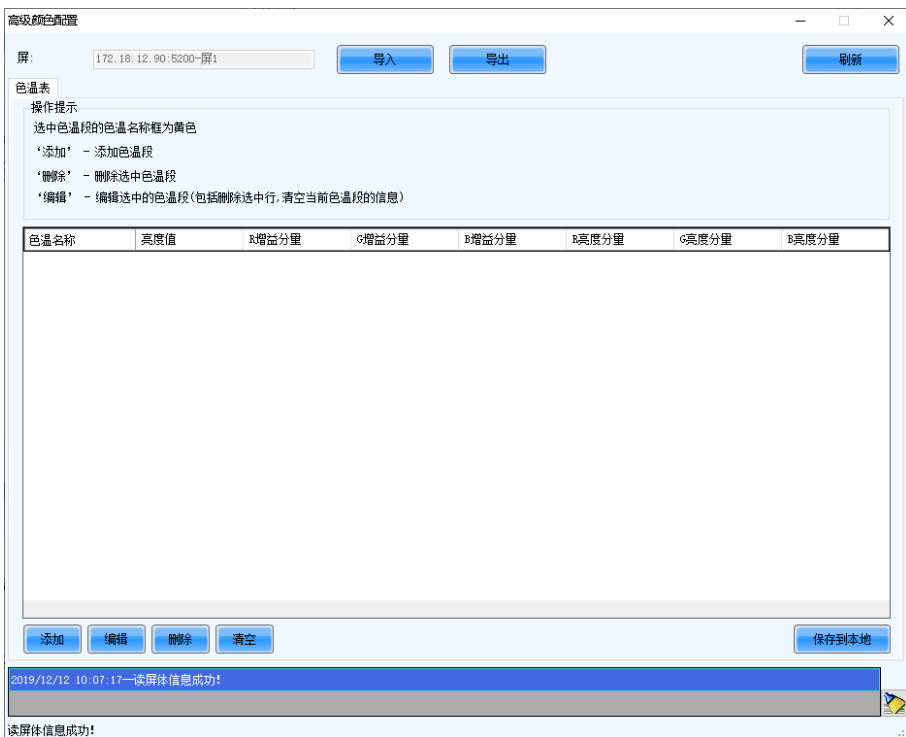 高级颜色配置
屏: 172.18.12.90:5200-屏1 导入 导出 刷新
色温表
操作提示
选中色温段的色温名称框为黄色
‘添加’ - 添加色温段
‘删除’ - 删除选中色温段
‘编辑’ - 编辑选中的色温段(包括删除选中行,清空当前色温段的信息)
色温名称 亮度值 R增益分量 G增益分量 B增益分量 R亮度分量 G亮度分量 B亮度分量
添加 编辑 删除 清空 保存到本地
2019/12/12 10:07:17—读屏体信息成功!
读屏体信息成功!